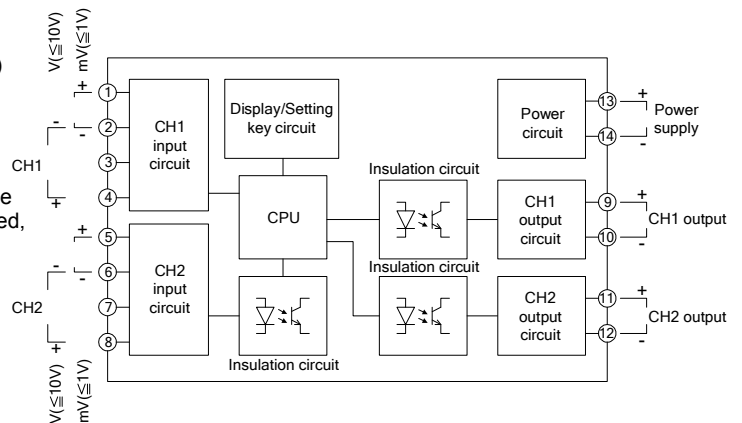 V(≦10V)
mV(≦1V)
)
e
ed,
CH1
+
-
-
+
1
2
3
4
CH1
input
circuit
Display/Setting
key circuit
CPU
CH2
+
-
-
+
5
6
7
8
CH2
input
circuit
Insulation circuit
V(≦10V)
mV(≦1V)
Insulation circuit
Insulation circuit
Power
circuit
13
14
+
-
Power
supply
CH1
output
circuit
9
10
+
-
CH1 output
CH2
output
circuit
11
12
+
-
CH2 output